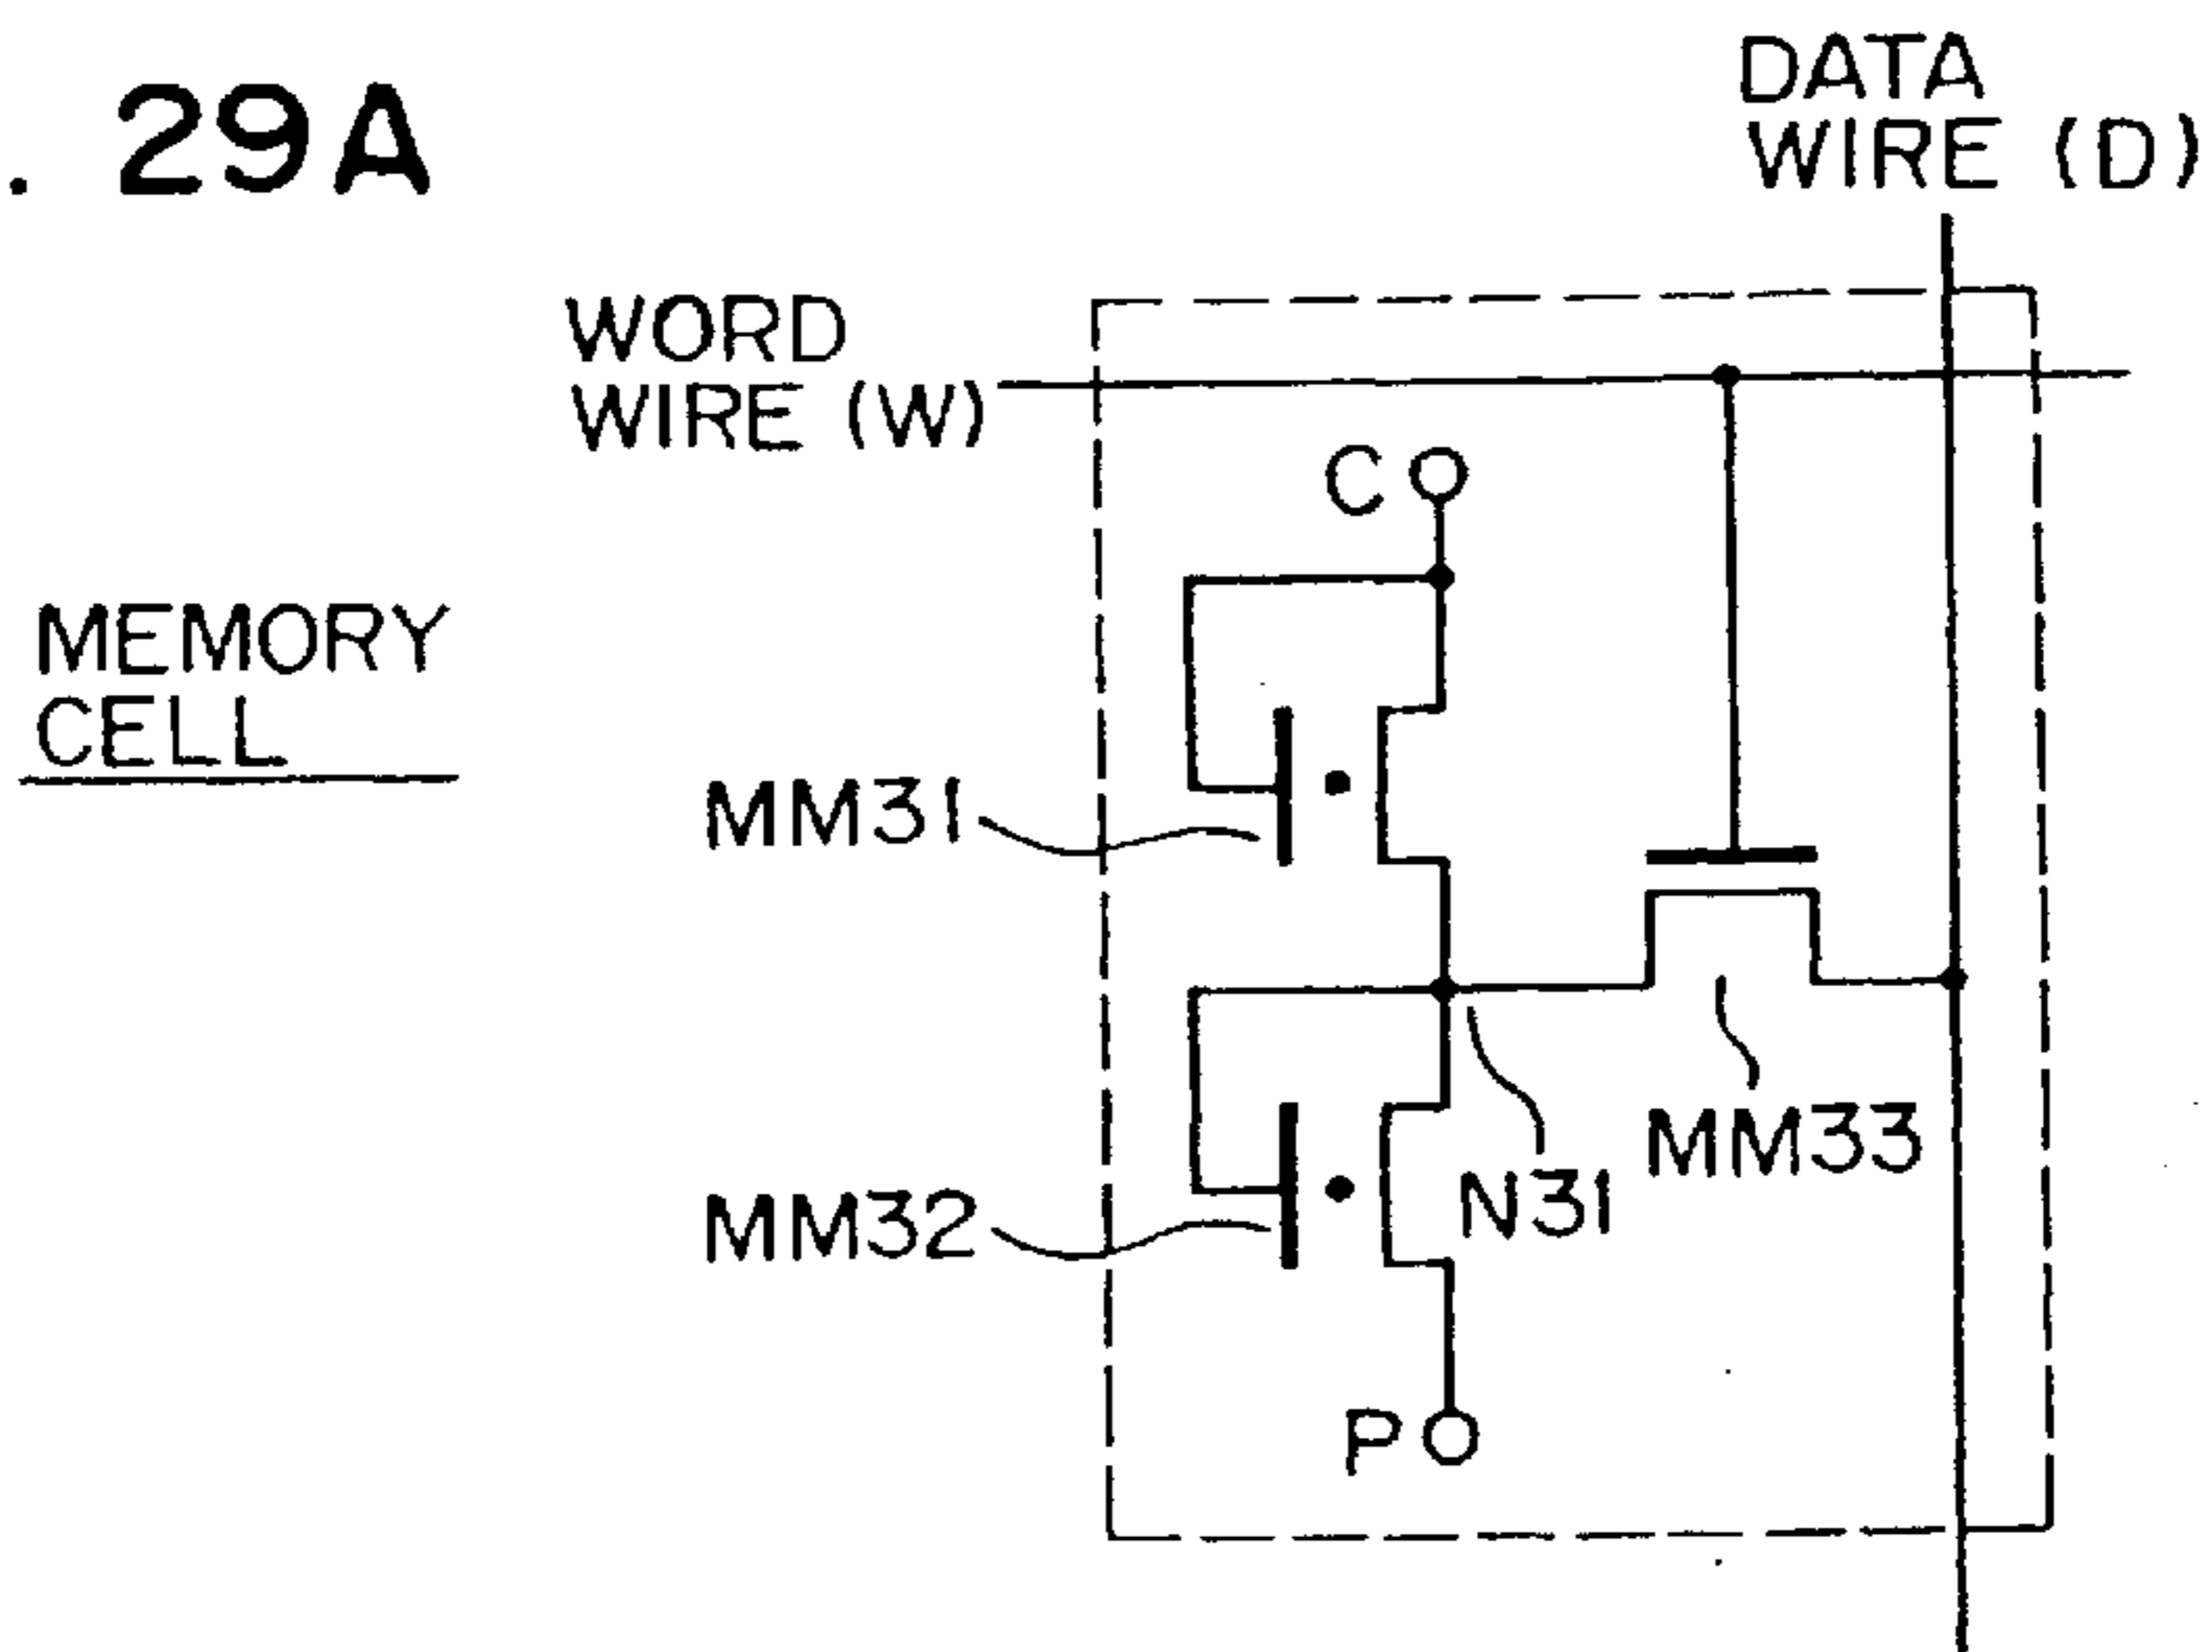 . 29A
DATA
WIRE (D)
WORD
WIRE (W)
C
MEMORY
CELL
MM31
MM33
N31
MM32
P